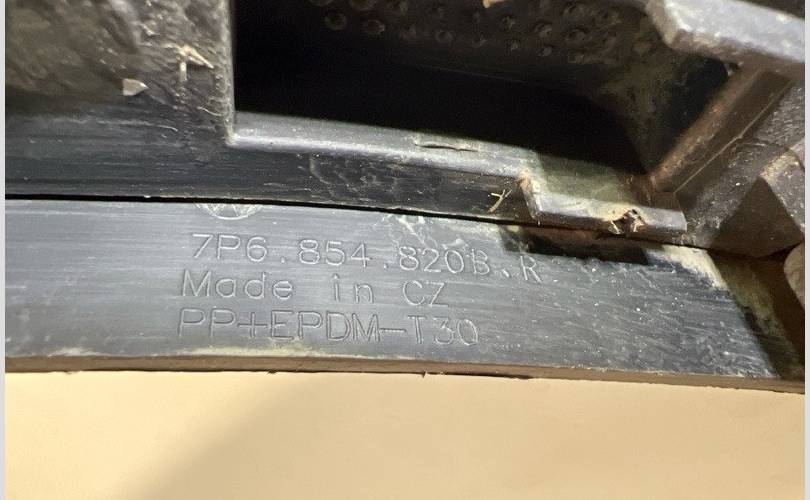 7P6.854.820B.R
Made in CZ
PP+EPDM-T30